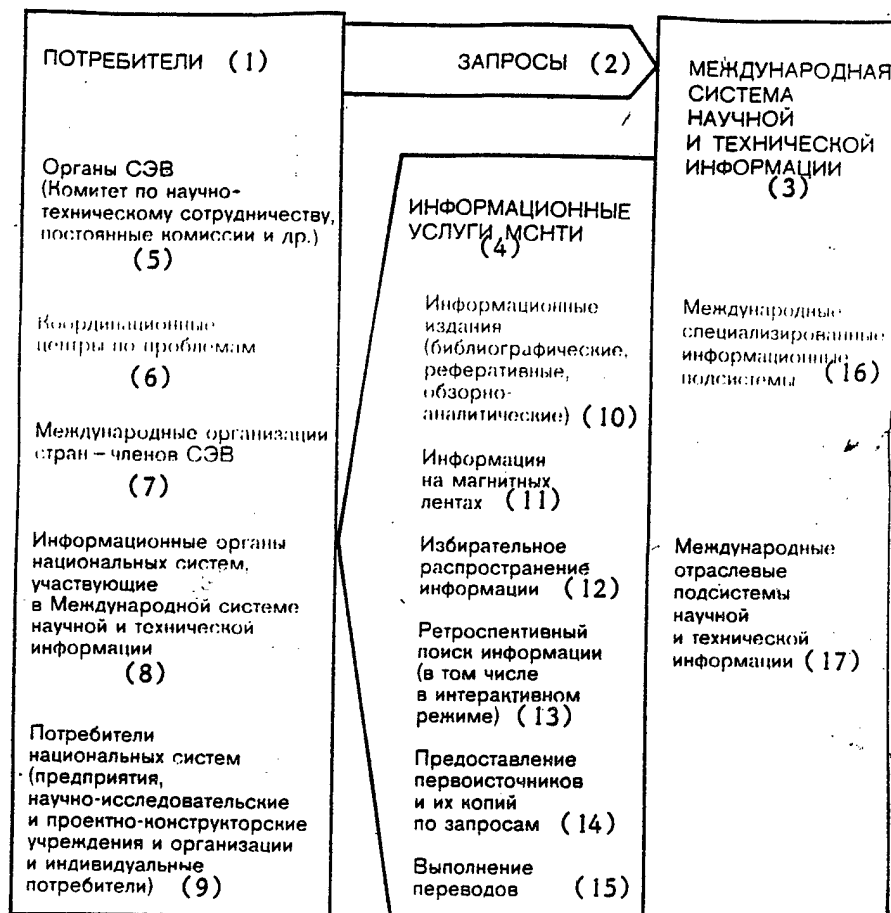 ПОТРЕБИТЕЛИ (1)
Органы СЭВ
(Комитет по научно-
техническому сотрудничеству,
постоянные комиссии и др.)
(5)
Координационные
центры по проблемам
(6)
Международные организации
стран – членов СЭВ
(7)
Информационные органы
национальных систем,
участвующие
в Международной системе
научной и технической
информации
(8)
Потребители
национальных систем
(предприятия,
научно-исследовательские
и проектно-конструкторские
учреждения и организации
и индивидуальные
потребители) (9)
ЗАПРОСЫ (2)
ИНФОРМАЦИОННЫЕ
УСЛУГИ МСНТИ
(4)
Информационные
издания
(библиографические,
реферативные,
обзорно-
аналитические) (10)
Информация
на магнитных
лентах (11)
Избирательное
распространение
информации (12)
Ретроспективный
поиск информации
(в том числе
в интерактивном
режиме) (13)
Предоставление
первоисточников
и их копий
по запросам (14)
Выполнение
переводов (15)
МЕЖДУНАРОДНАЯ
СИСТЕМА
НАУЧНОЙ
И ТЕХНИЧЕСКОЙ
ИНФОРМАЦИИ
(3)
Международные
специализированные
информационные
подсистемы (16)
Международные
отраслевые
подсистемы
научной
и технической
информации (17)